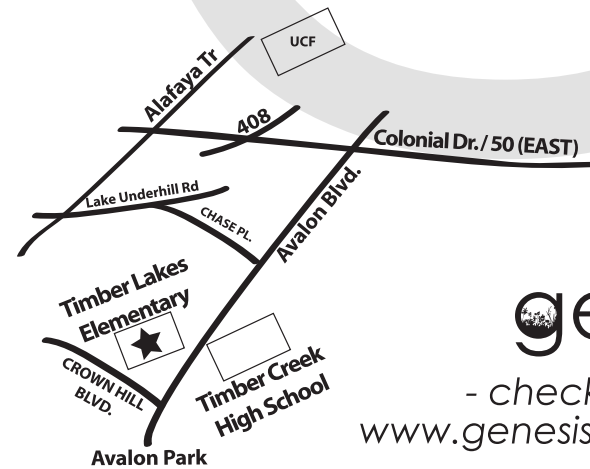 UCF
Alafaya Tr
408
Colonial Dr. / 50 (EAST)
Lake Underhill Rd
CHASE PL.
Avalon Blvd.
Timber Lakes
Elementary
CROWN HILL
BLVD.
Timber Creek
High School
Avalon Park
ge
- check
www.genesis